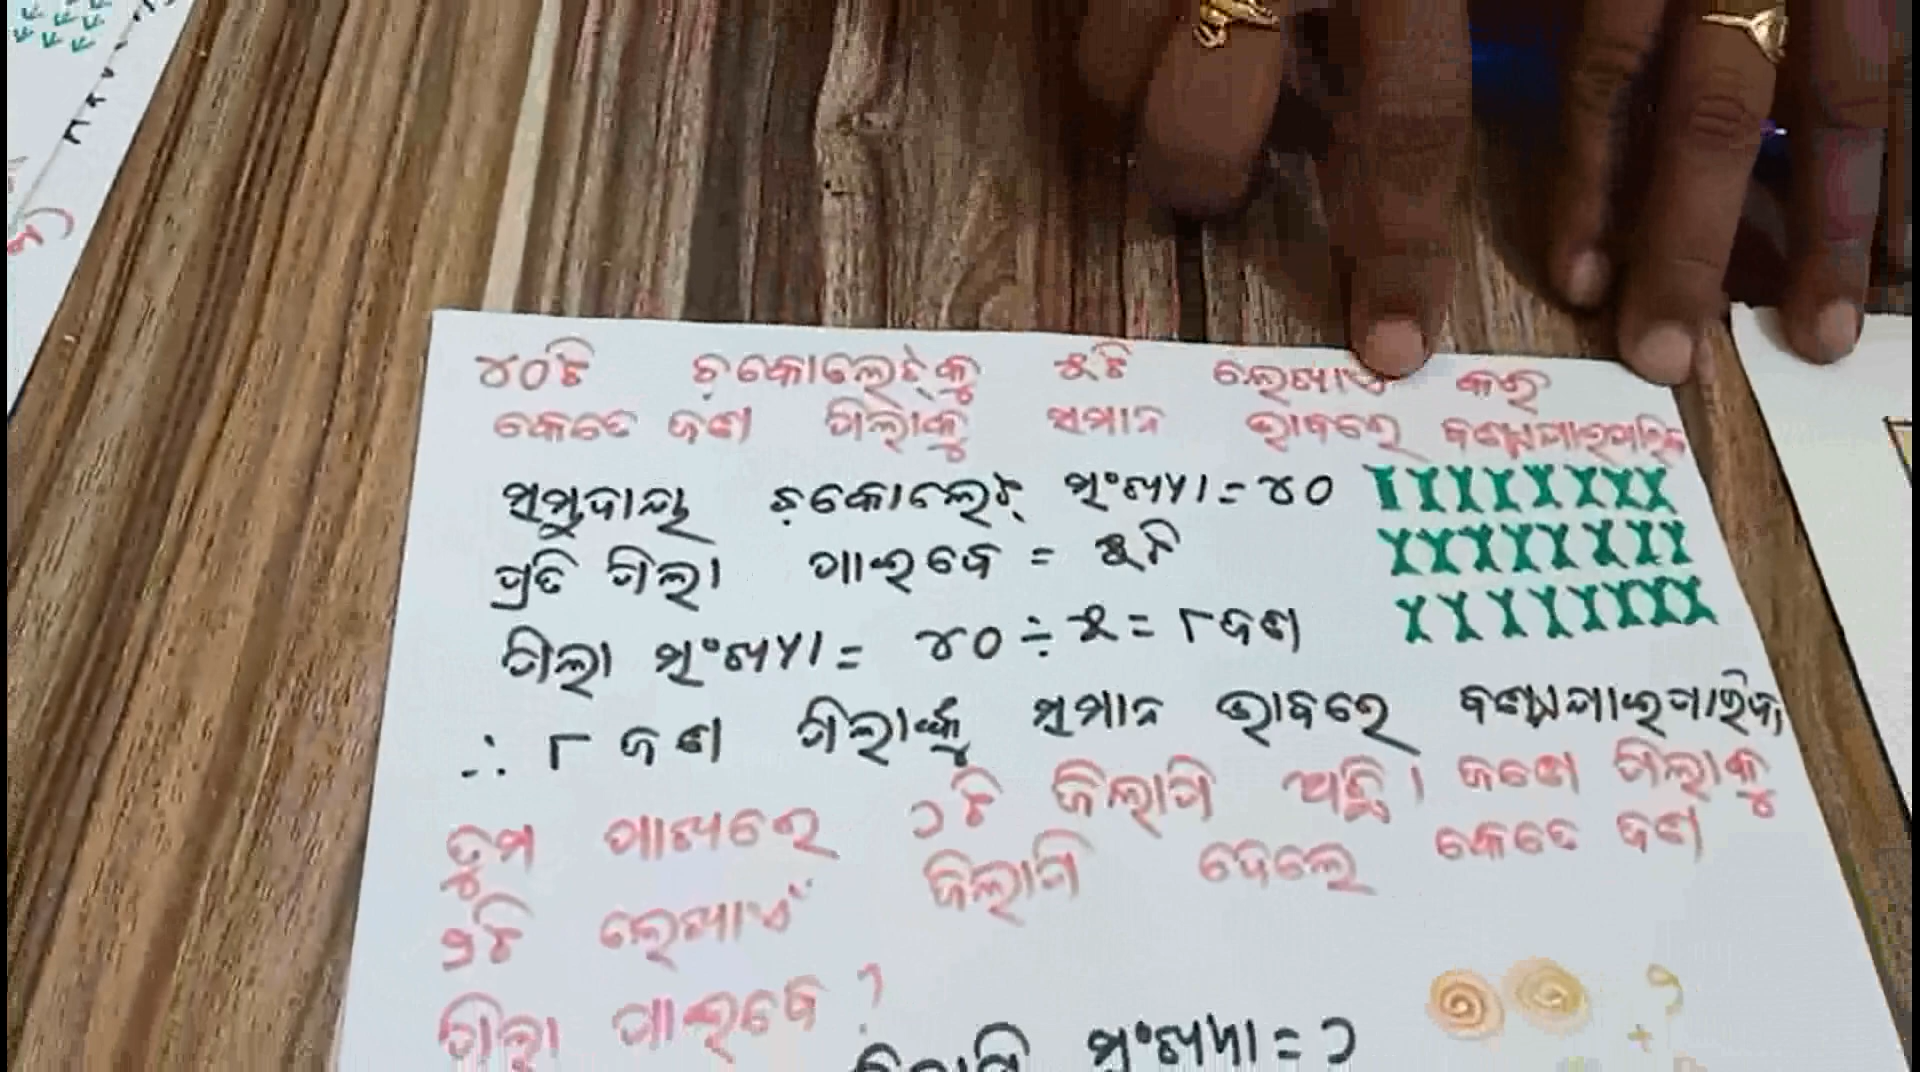 ୪୦ଟି ଚକୋଲେଟ୍‌କୁ ୫ଟି ଲେଖାଏଁ କରି
କେତେ ଜଣ ପିଲାଙ୍କୁ ସମାନ ଭାବରେ ବଣ୍ଟାଯାଇପାରିବ
ସମୁଦାୟ ଚକୋଲେଟ୍ ସଂଖ୍ୟା = ୪୦
ପ୍ରତି ପିଲା ପାଇବେ = ୫ଟି
ପିଲା ସଂଖ୍ୟା = ୪୦ ÷ ୫ = ୮ଜଣ
∴ ୮ ଜଣ ପିଲାଙ୍କୁ ସମାନ ଭାବରେ ବଣ୍ଟାଯାଇପାରିବ
ତୁମ ପାଖରେ ୨ଟି ଜିଲାପି ଅଛି । ଜଣେ ପିଲାକୁ
ଲେଖାଏଁ ଜିଲାପି ଦେଲେ କେତେ ଜଣ
ପିଲା ପାଇବେ ?
ଜିଲାପି ସଂଖ୍ୟା = ୨